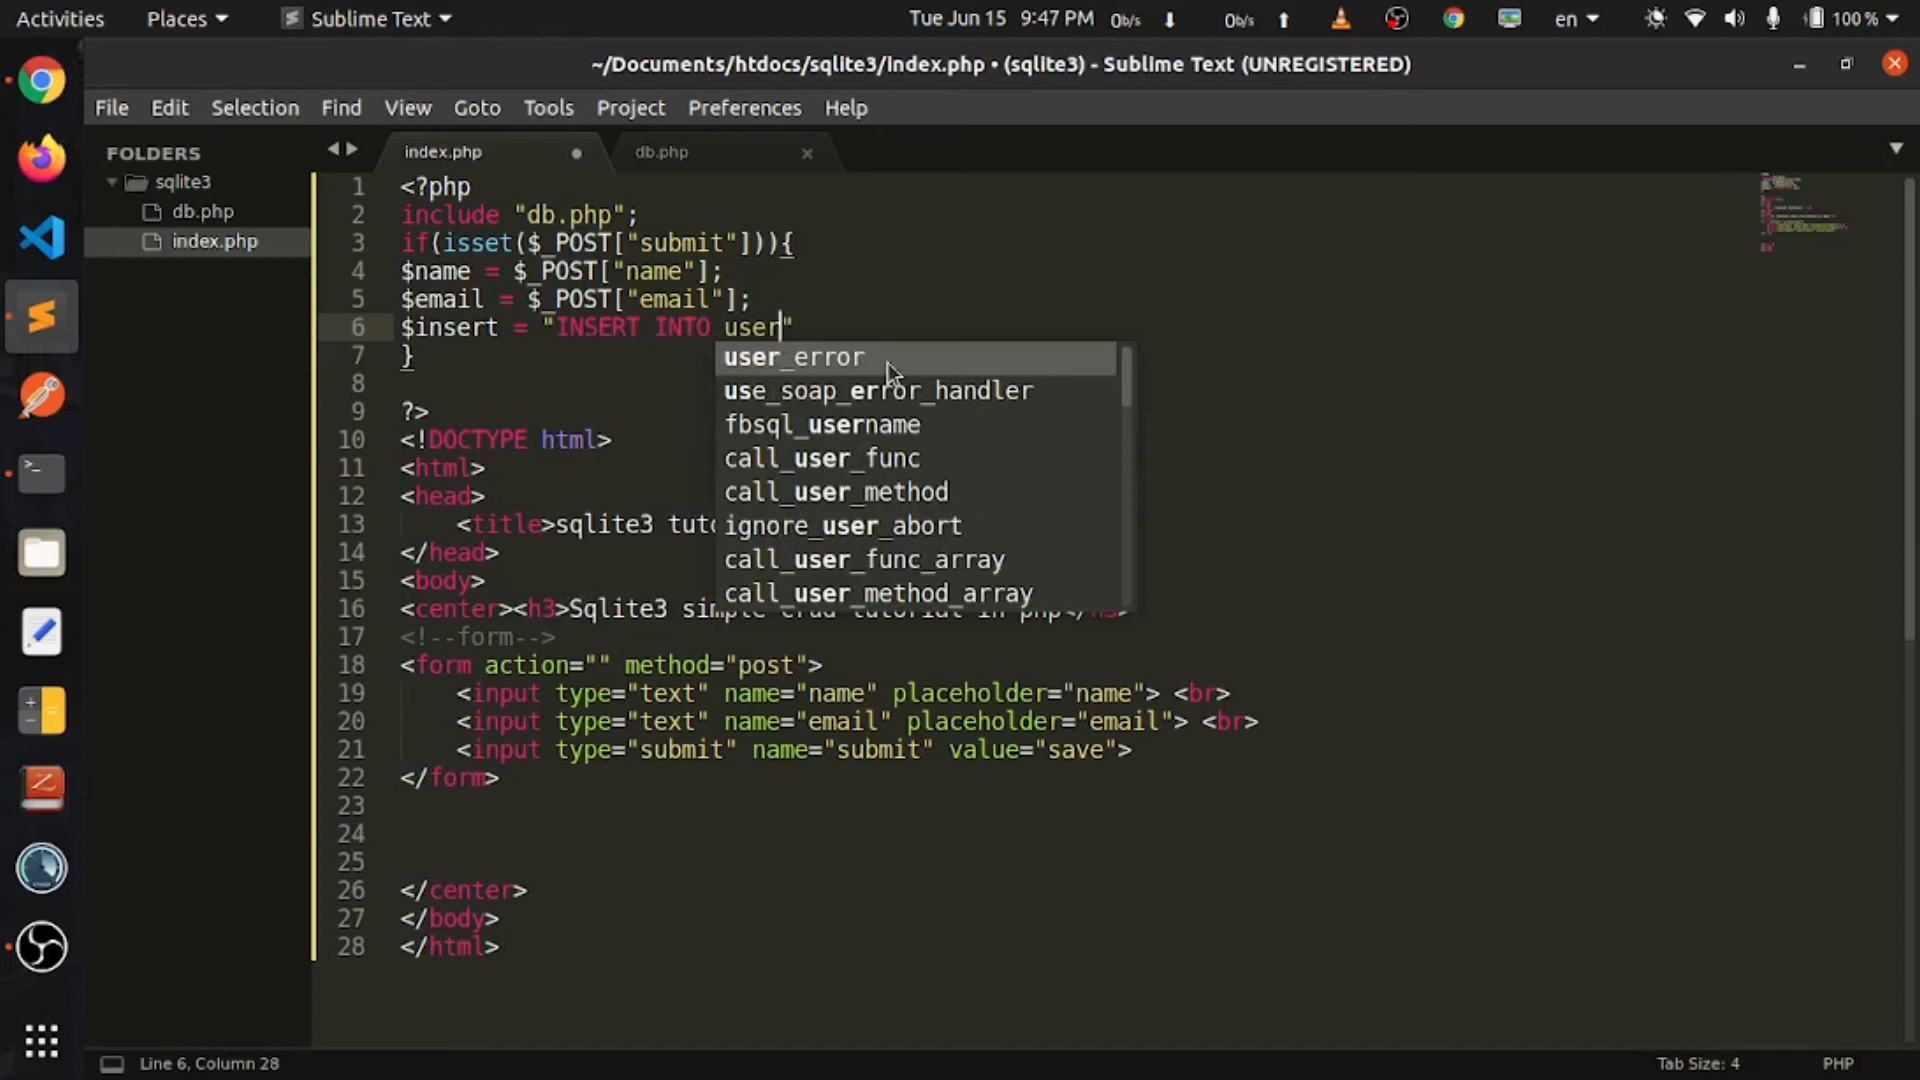 Activities Places Sublime Text Tue Jun 15 9:47 PM 0b/s 0b/s en 100 %
~/Documents/htdocs/sqlite3/index.php • (sqlite3) - Sublime Text (UNREGISTERED)
File Edit Selection Find View Goto Tools Project Preferences Help
FOLDERS
sqlite3
db.php
index.php
index.php db.php
1 <?php
2 include "db.php";
3 if(isset($_POST["submit"])){
4 $name = $_POST["name"];
5 $email = $_POST["email"];
6 $insert = "INSERT INTO user"
7 }
8
9 ?>
10 <!DOCTYPE html>
11 <html>
12 <head>
13 <title>sqlite3
14 </head>
15 <body>
16 <center><h3>Sqlite3 simple crud tutorial in php</h3>
17 <!--form-->
18 <form action="" method="post">
19 <input type="text" name="name" placeholder="name"> <br>
20 <input type="text" name="email" placeholder="email"> <br>
21 <input type="submit" name="submit" value="save">
22 </form>
23
24
25
26 </center>
27 </body>
28 </html>
user_error
use_soap_error_handler
fbsql_username
call_user_func
call_user_method
ignore_user_abort
call_user_func_array
call_user_method_array
Line 6, Column 28 Tab Size: 4 PHP